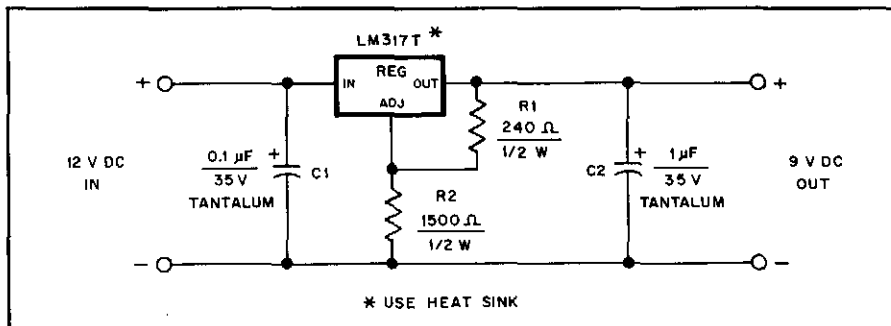 LM317T *
REG
IN
OUT
ADJ
+
+
R1
240 Ω
1/2 W
12 V DC
IN
0.1 µF
35 V
TANTALUM
+
C1
R2
1500 Ω
1/2 W
C2
+
1 µF
35 V
TANTALUM
9 V DC
OUT
−
−
* USE HEAT SINK